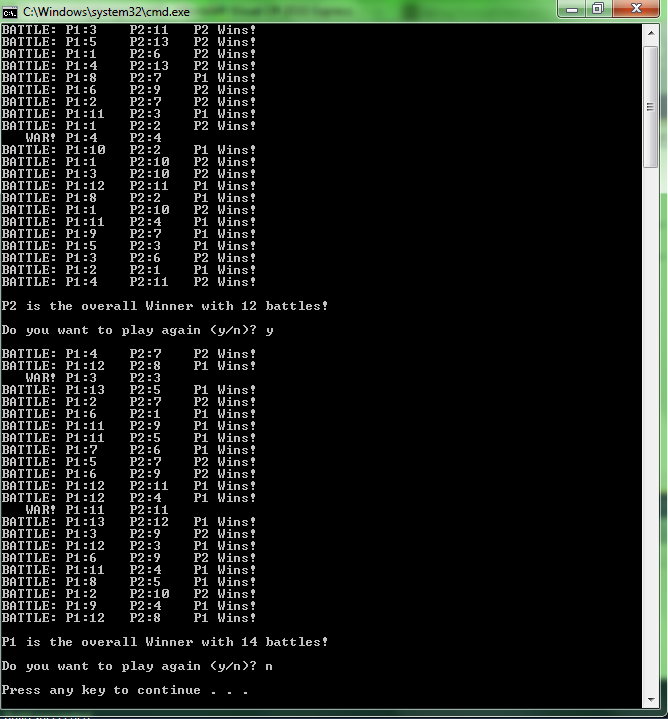 C:\Windows\system32\cmd.exe
BATTLE: P1:3 P2:11 P2 Wins!
BATTLE: P1:5 P2:13 P2 Wins!
BATTLE: P1:1 P2:6 P2 Wins!
BATTLE: P1:4 P2:13 P2 Wins!
BATTLE: P1:8 P2:7 P1 Wins!
BATTLE: P1:6 P2:9 P2 Wins!
BATTLE: P1:2 P2:7 P2 Wins!
BATTLE: P1:11 P2:3 P1 Wins!
BATTLE: P1:1 P2:2 P2 Wins!
WAR! P1:4 P2:4
BATTLE: P1:10 P2:2 P1 Wins!
BATTLE: P1:1 P2:10 P2 Wins!
BATTLE: P1:3 P2:10 P2 Wins!
BATTLE: P1:12 P2:11 P1 Wins!
BATTLE: P1:8 P2:2 P1 Wins!
BATTLE: P1:1 P2:10 P2 Wins!
BATTLE: P1:11 P2:4 P1 Wins!
BATTLE: P1:9 P2:7 P1 Wins!
BATTLE: P1:5 P2:3 P1 Wins!
BATTLE: P1:3 P2:6 P2 Wins!
BATTLE: P1:2 P2:1 P1 Wins!
BATTLE: P1:4 P2:11 P2 Wins!
P2 is the overall Winner with 12 battles!
Do you want to play again (y/n)? y
BATTLE: P1:4 P2:7 P2 Wins!
BATTLE: P1:12 P2:8 P1 Wins!
WAR! P1:3 P2:3
BATTLE: P1:13 P2:5 P1 Wins!
BATTLE: P1:2 P2:7 P2 Wins!
BATTLE: P1:6 P2:1 P1 Wins!
BATTLE: P1:11 P2:9 P1 Wins!
BATTLE: P1:11 P2:5 P1 Wins!
BATTLE: P1:7 P2:6 P1 Wins!
BATTLE: P1:5 P2:7 P2 Wins!
BATTLE: P1:6 P2:9 P2 Wins!
BATTLE: P1:12 P2:11 P1 Wins!
BATTLE: P1:12 P2:4 P1 Wins!
WAR! P1:11 P2:11
BATTLE: P1:13 P2:12 P1 Wins!
BATTLE: P1:3 P2:9 P2 Wins!
BATTLE: P1:12 P2:3 P1 Wins!
BATTLE: P1:6 P2:9 P2 Wins!
BATTLE: P1:11 P2:4 P1 Wins!
BATTLE: P1:8 P2:5 P1 Wins!
BATTLE: P1:2 P2:10 P2 Wins!
BATTLE: P1:9 P2:4 P1 Wins!
BATTLE: P1:12 P2:8 P1 Wins!
P1 is the overall Winner with 14 battles!
Do you want to play again (y/n)? n
Press any key to continue . . .